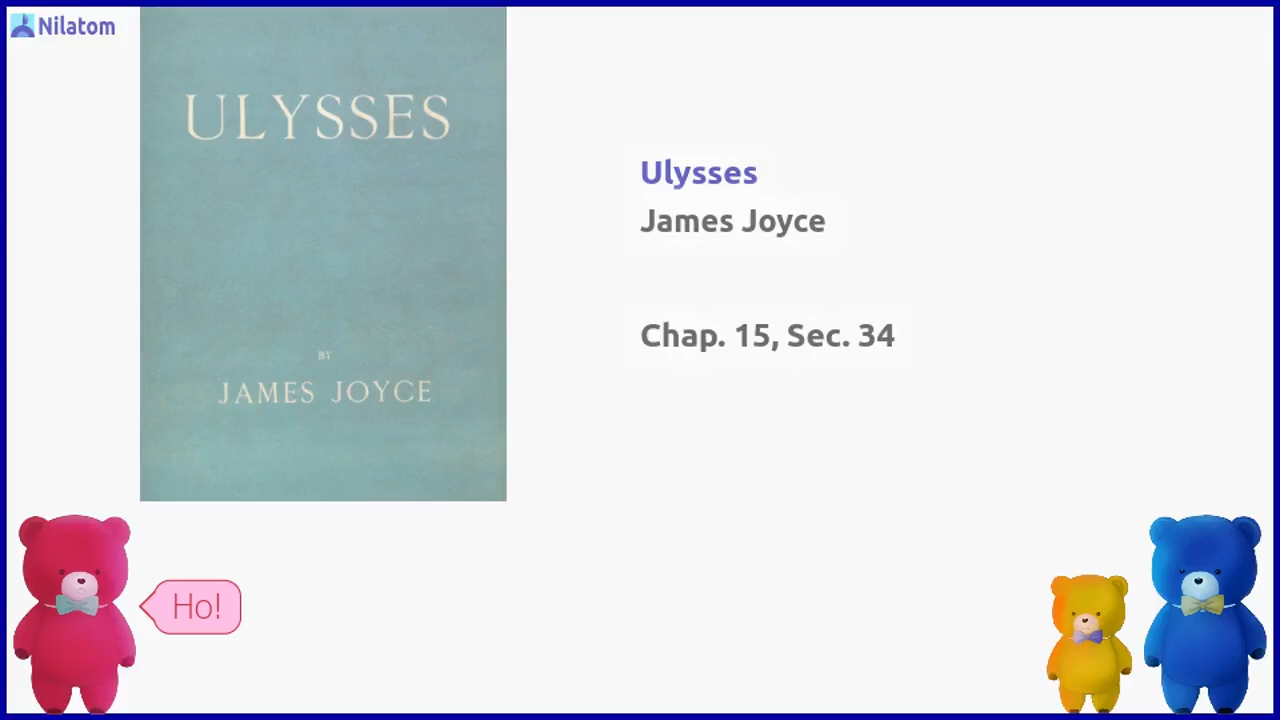 Nilatom
ULYSSES
BY
JAMES JOYCE
Ulysses
James Joyce
Chap. 15, Sec. 34
Ho!